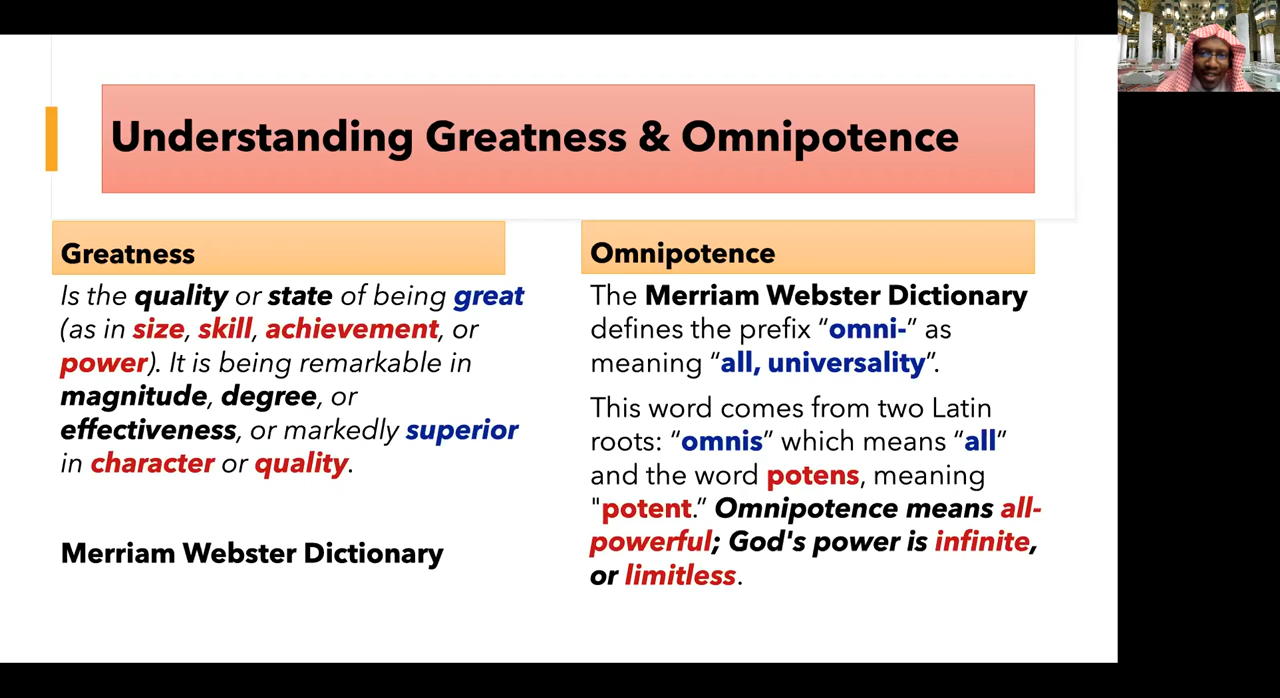 Understanding Greatness & Omnipotence
Greatness
Is the quality or state of being great
(as in size, skill, achievement, or
power). It is being remarkable in
magnitude, degree, or
effectiveness, or markedly superior
in character or quality.
Merriam Webster Dictionary
Omnipotence
The Merriam Webster Dictionary
defines the prefix “omni-” as
meaning “all, universality”.
This word comes from two Latin
roots: “omnis” which means “all”
and the word potens, meaning
"potent.” Omnipotence means all-
powerful; God's power is infinite,
or limitless.